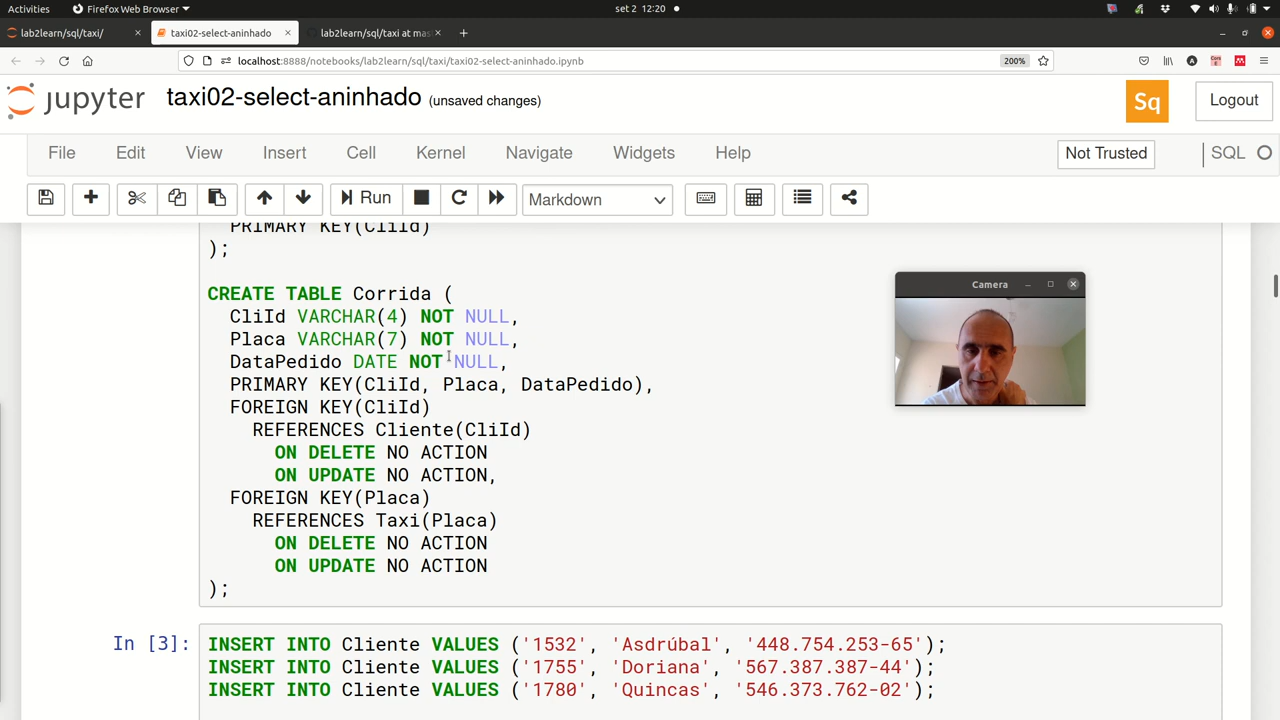 Activities
Firefox Web Browser
set 2 12:20
lab2learn/sql/taxi/
taxi02-select-aninhado
lab2learn/sql/taxi at mas
localhost:8888/notebooks/lab2learn/sql/taxi/taxi02-select-aninhado.ipynb
200%
jupyter
taxi02-select-aninhado (unsaved changes)
Sq
Logout
File Edit View Insert Cell Kernel Navigate Widgets Help
Not Trusted
SQL
Run
Markdown
PRIMARY KEY(CliId)
);
CREATE TABLE Corrida (
CliId VARCHAR(4) NOT NULL,
Placa VARCHAR(7) NOT NULL,
DataPedido DATE NOT NULL,
PRIMARY KEY(CliId, Placa, DataPedido),
FOREIGN KEY(CliId)
REFERENCES Cliente(CliId)
ON DELETE NO ACTION
ON UPDATE NO ACTION,
FOREIGN KEY(Placa)
REFERENCES Taxi(Placa)
ON DELETE NO ACTION
ON UPDATE NO ACTION
);
Camera
In [3]:
INSERT INTO Cliente VALUES ('1532', 'Asdrúbal', '448.754.253-65');
INSERT INTO Cliente VALUES ('1755', 'Doriana', '567.387.387-44');
INSERT INTO Cliente VALUES ('1780', 'Quincas', '546.373.762-02');